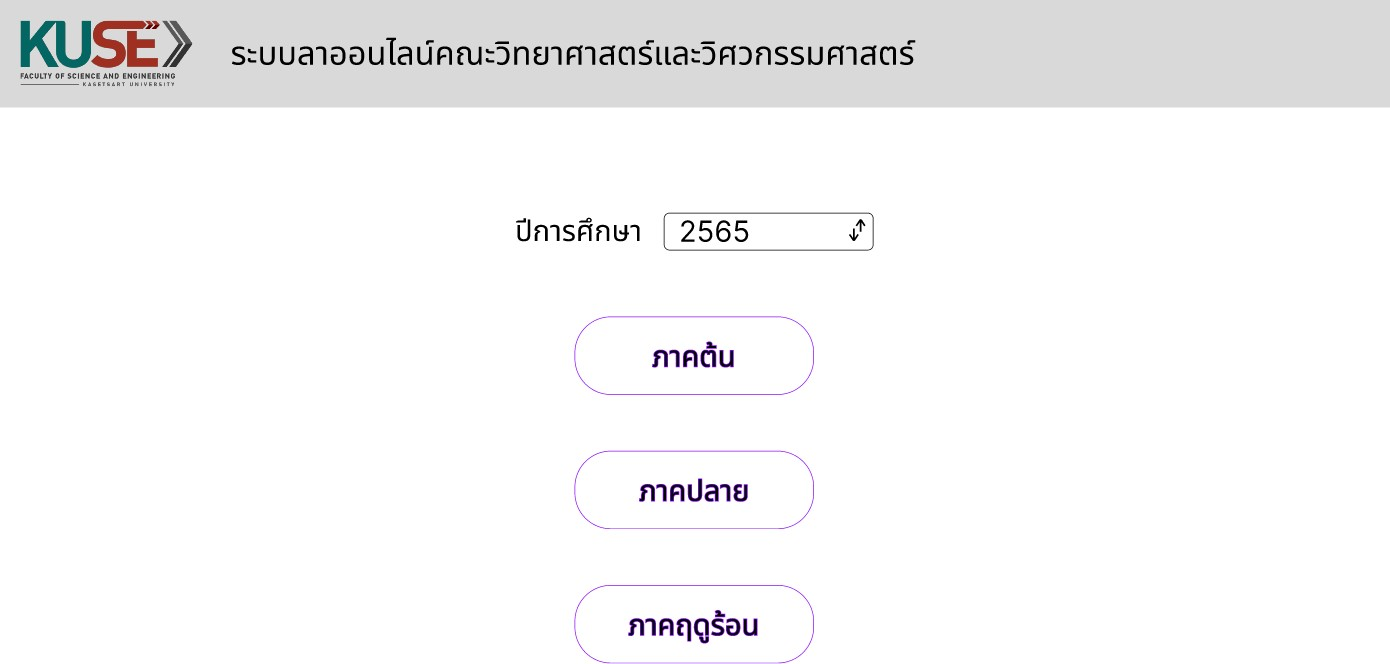 KUSE
FACULTY OF SCIENCE AND ENGINEERING
KASETSART UNIVERSITY
ระบบลาออนไลน์คณะวิทยาศาสตร์และวิศวกรรมศาสตร์
ปีการศึกษา 2565
ภาคต้น
ภาคปลาย
ภาคฤดูร้อน